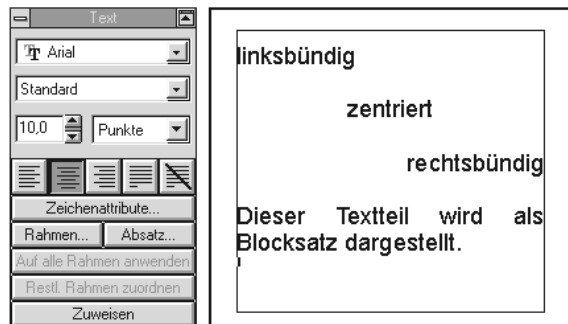 Text
Arial
Standard
10,0 Punkte
Zeichenattribute...
Rahmen... Absatz...
Auf alle Rahmen anwenden
Restl. Rahmen zuordnen
Zuweisen
linksbündig
zentriert
rechtsbündig
Dieser Textteil wird als
Blocksatz dargestellt.